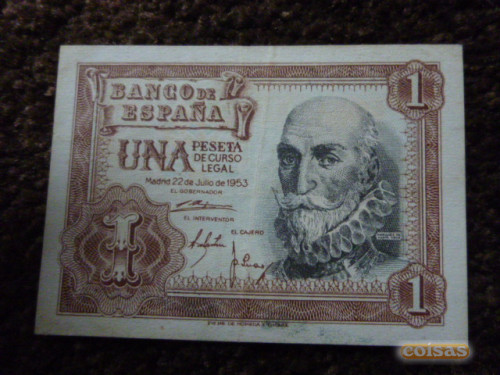 BANCO DE
ESPAÑA
1
UNA PESETA
DE CURSO
LEGAL
Madrid 22 de Julio de 1953
EL GOBERNADOR
EL INTERVENTOR
EL CAJERO
1
1
coisas